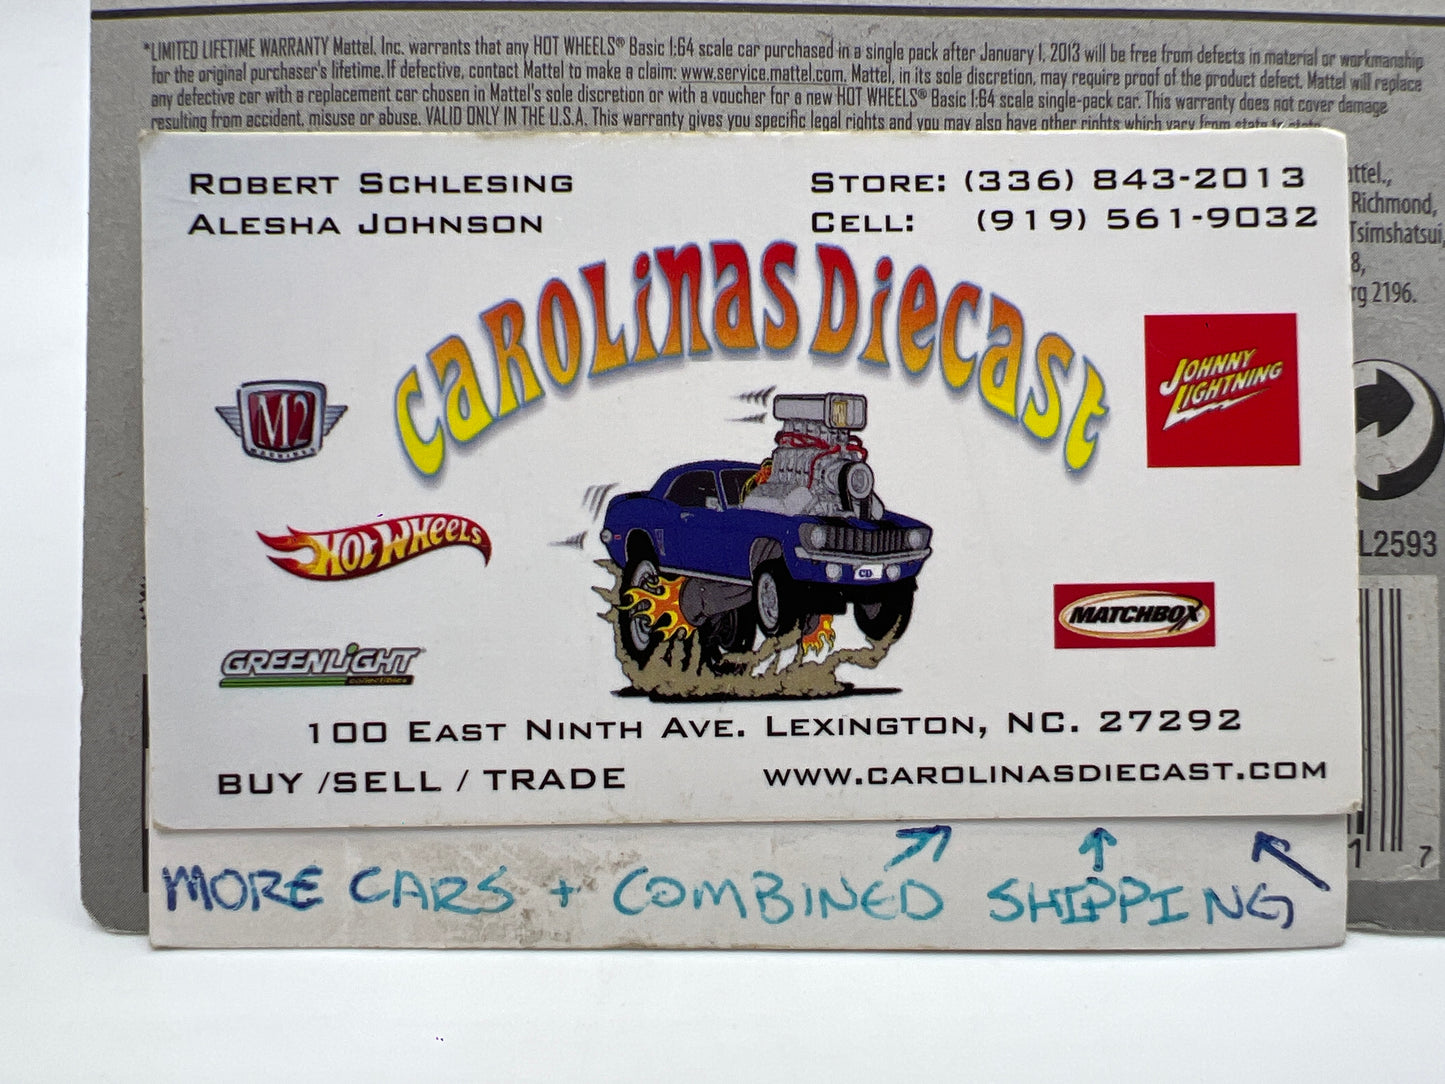 *LIMITED LIFETIME WARRANTY Mattel, Inc. warrants that any HOT WHEELS® Basic 1:64 scale car purchased in a single pack after January 1, 2013 will be free from defects in material or workmanship
for the original purchaser's lifetime. If defective, contact Mattel to make a claim: www.service.mattel.com. Mattel, in its sole discretion, may require proof of the product defect. Mattel will replace
any defective car with a replacement car chosen in Mattel's sole discretion or with a voucher for a new HOT WHEELS® Basic 1:64 scale single-pack car. This warranty does not cover damage
resulting from accident, misuse or abuse. VALID ONLY IN THE U.S.A. This warranty gives you specific legal rights and you may also have other rights which vary from state to state.
ROBERT SCHLESING
ALESHA JOHNSON
STORE: (336) 843-2013
CELL: (919) 561-9032
Richmond,
Tsimshatsui,
8,
2196.
CAROLINAS DIECAST
M2
MACHINES
JOHNNY
LIGHTNING
HOT WHEELS
CD
MATCHBOX
GREENLIGHT
collectibles
L2593
100 EAST NINTH AVE. LEXINGTON, NC. 27292
BUY /SELL / TRADE
WWW.CAROLINASDIECAST.COM
1 7
MORE CARS + COMBINED SHIPPING